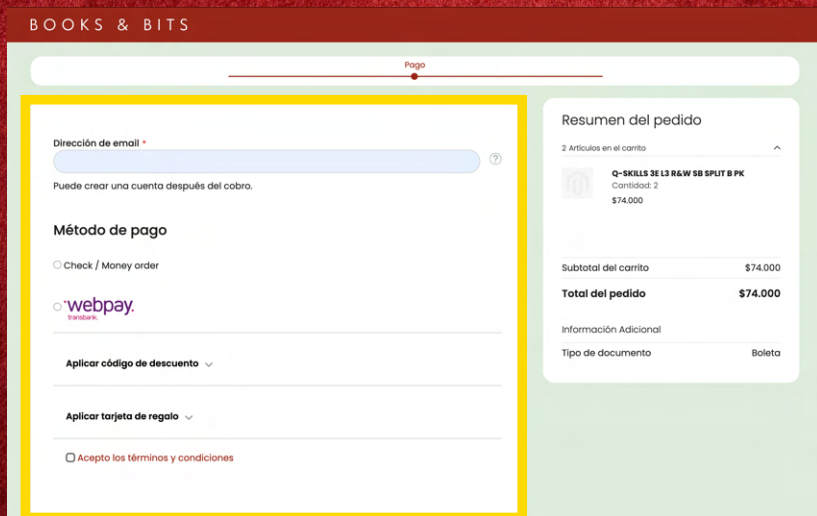 BOOKS & BITS
Pago
Dirección de email *
?
Puede crear una cuenta después del cobro.
Método de pago
Check / Money order
webpay.
transbank.
Aplicar código de descuento
Aplicar tarjeta de regalo
Acepto los términos y condiciones
Resumen del pedido
2 Artículos en el carrito
Q-SKILLS 3E L3 R&W SB SPLIT B PK
Cantidad: 2
$74.000
Subtotal del carrito $74.000
Total del pedido $74.000
Información Adicional
Tipo de documento Boleta